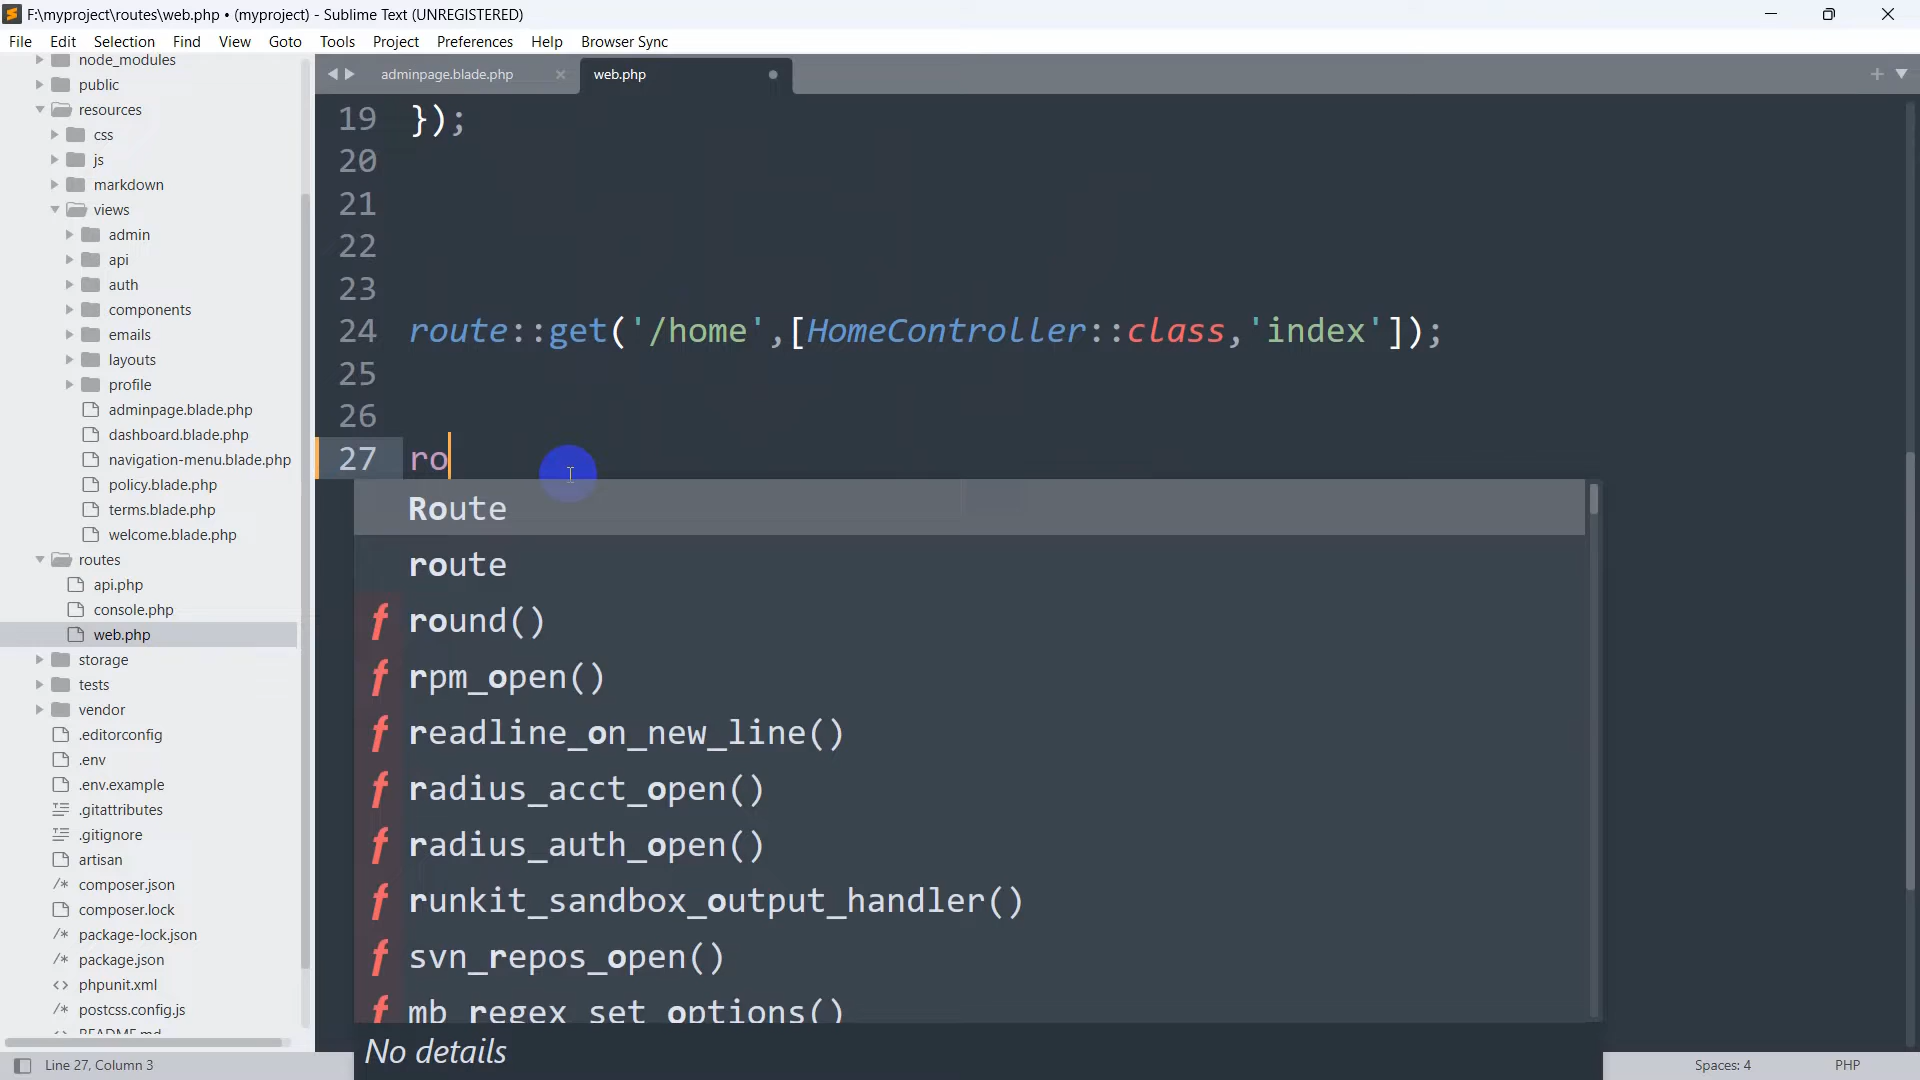 F:\myproject\routes\web.php • (myproject) - Sublime Text (UNREGISTERED)
File Edit Selection Find View Goto Tools Project Preferences Help Browser Sync
node_modules
public
resources
css
js
markdown
views
admin
api
auth
components
emails
layouts
profile
adminpage.blade.php
dashboard.blade.php
navigation-menu.blade.php
policy.blade.php
terms.blade.php
welcome.blade.php
routes
api.php
console.php
web.php
storage
tests
vendor
.editorconfig
.env
.env.example
.gitattributes
.gitignore
artisan
/* composer.json
composer.lock
/* package-lock.json
/* package.json
<> phpunit.xml
/* postcss.config.js
README.md
adminpage.blade.php ×
web.php
19 });
20
21
22
23
24 route::get('/home',[HomeController::class,'index']);
25
26
27 ro
Route
route
f round()
f rpm_open()
f readline_on_new_line()
f radius_acct_open()
f radius_auth_open()
f runkit_sandbox_output_handler()
f svn_repos_open()
f mb_regex_set_options()
No details
Line 27, Column 3
Spaces: 4 PHP